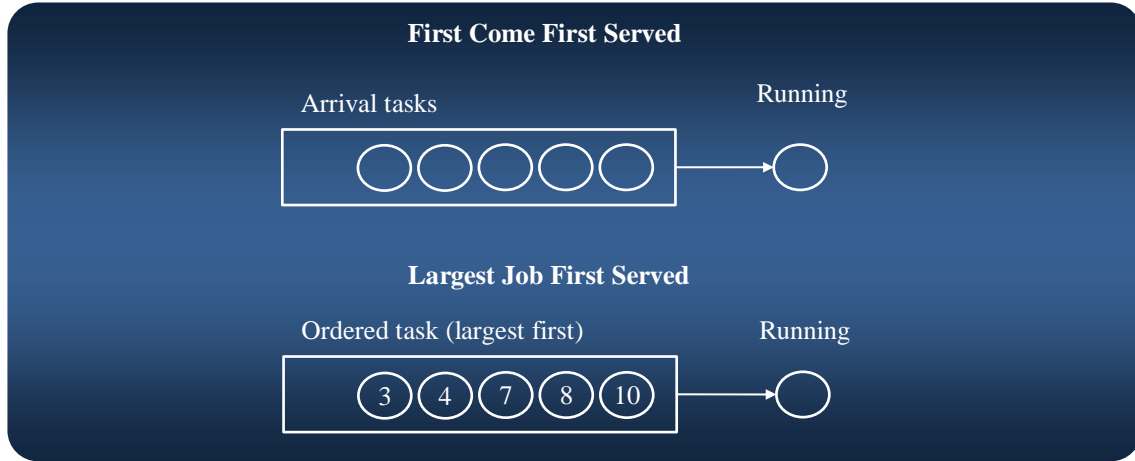 First Come First Served
Arrival tasks
Running
Largest Job First Served
Ordered task (largest first)
Running
3 4 7 8 10